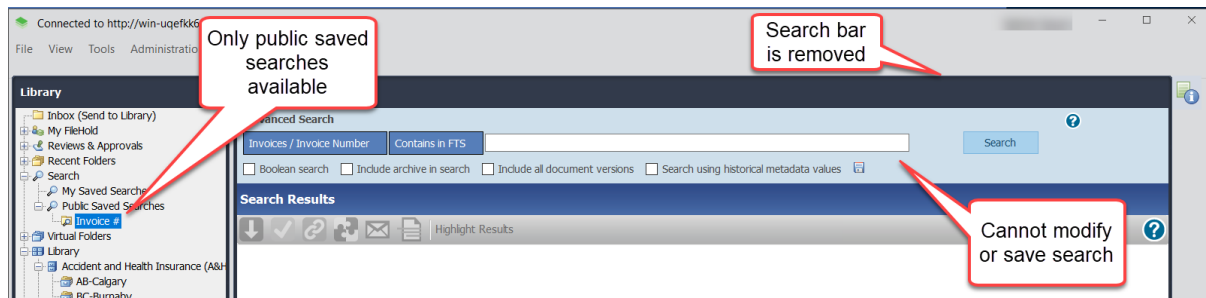 Connected to http://win-uqefkk6
File View Tools Administratio
Only public saved
searches
available
Search bar
is removed
Library
Inbox (Send to Library)
My FileHold
Reviews & Approvals
Recent Folders
Search
My Saved Searches
Public Saved Searches
Invoice #
Virtual Folders
Library
Accident and Health Insurance (A&H
AB-Calgary
BC-Burnaby
vanced Search
Invoices / Invoice Number Contains in FTS Search
Boolean search Include archive in search Include all document versions Search using historical metadata values
Search Results
Highlight Results
Cannot modify
or save search